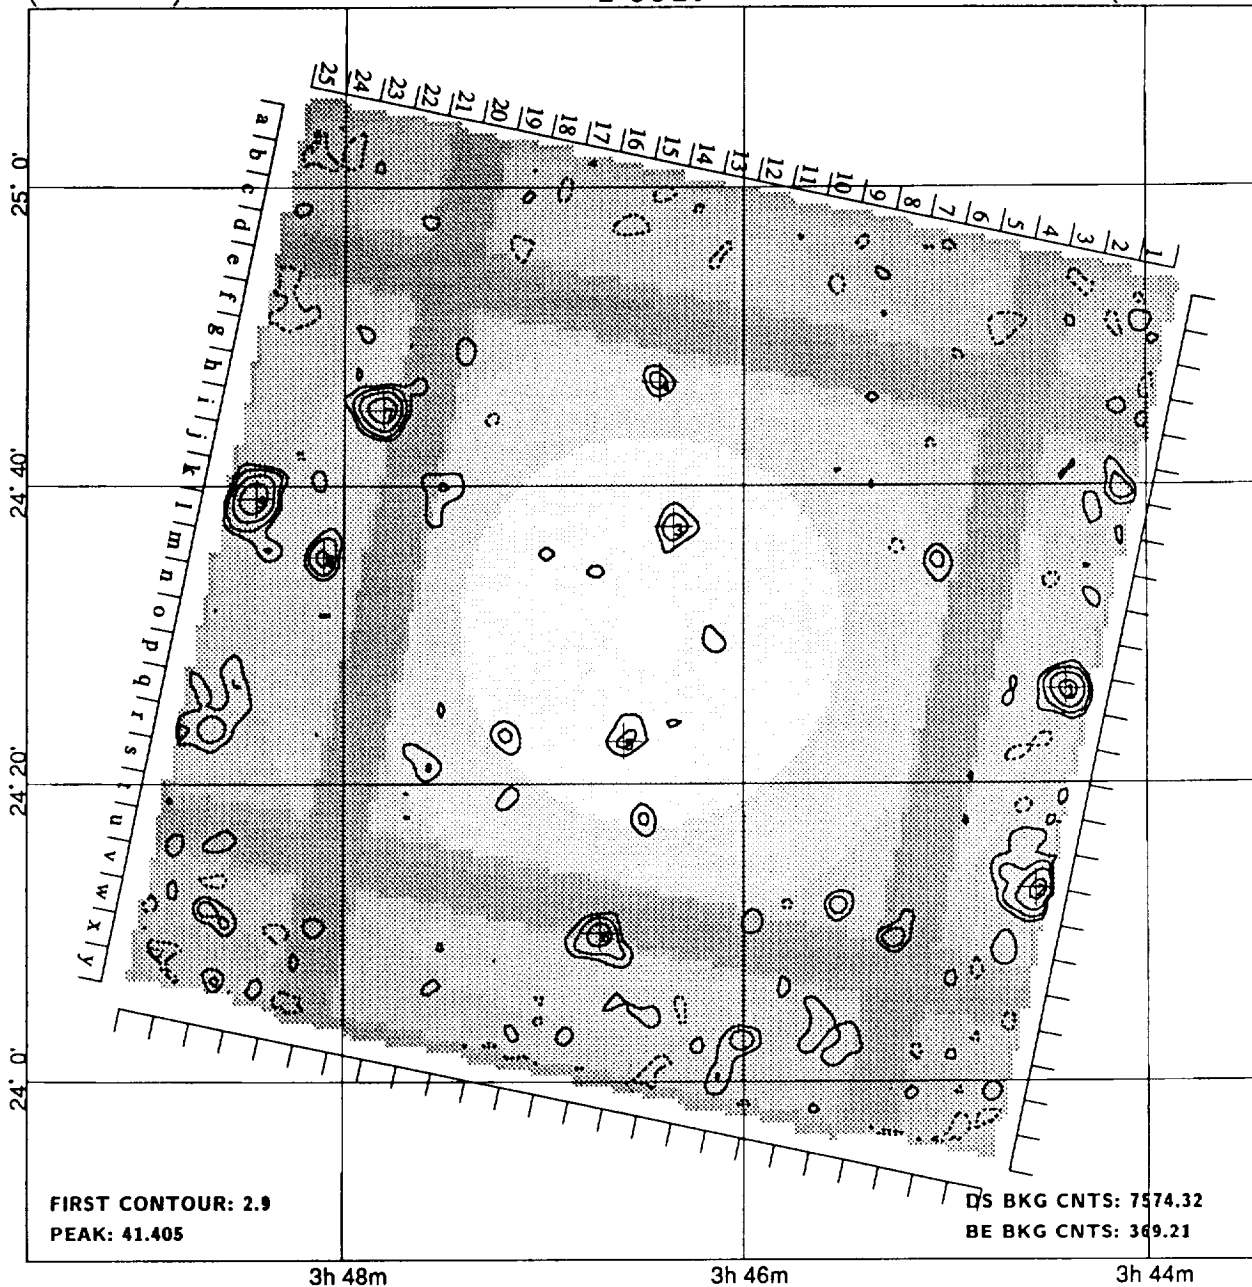 25 24 23 22 21 20 19 18 17 16 15 14 13 12 11 10 9 8 7 6 5 4 3 2 1
a b c d e f g h i j k l m n o p q r s t u v w x y
25° 0'
24° 40'
24° 20'
24° 0'
FIRST CONTOUR: 2.9
PEAK: 41.405
DS BKG CNTS: 7574.32
BE BKG CNTS: 369.21
3h 48m
3h 46m
3h 44m